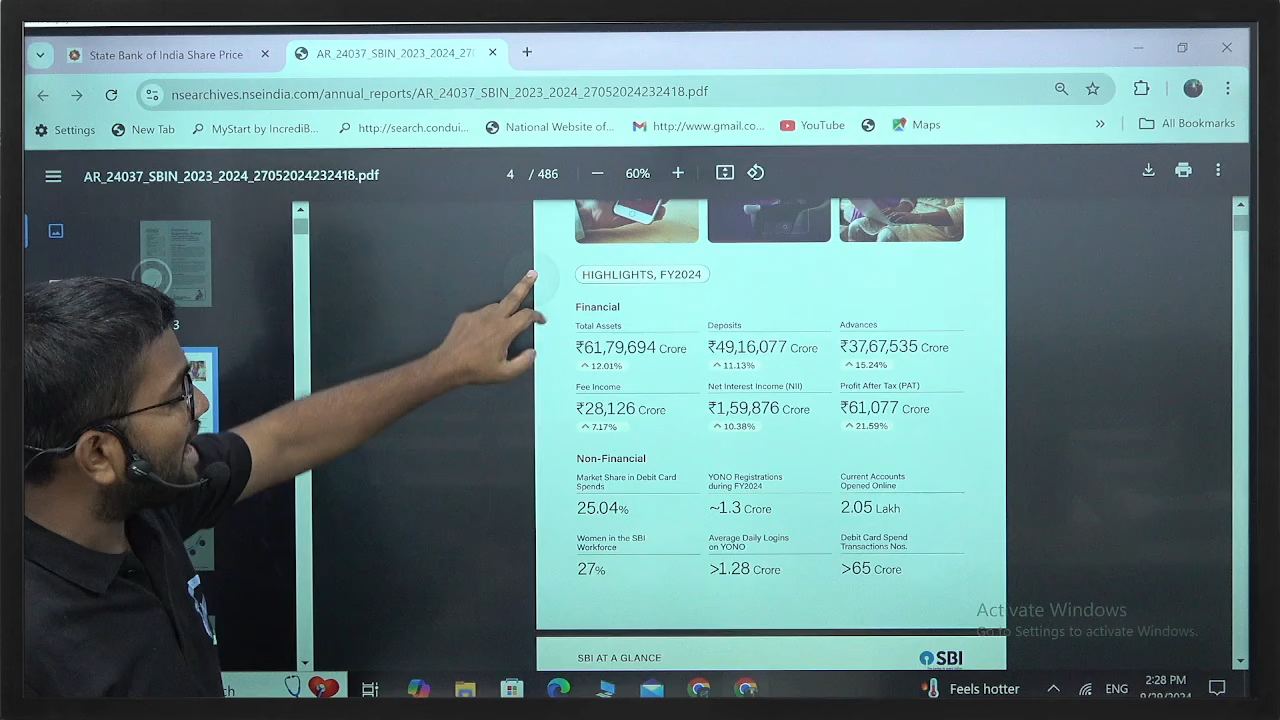 State Bank of India Share Price
AR_24037_SBIN_2023_2024_27
nsearchives.nseindia.com/annual_reports/AR_24037_SBIN_2023_2024_27052024232418.pdf
Settings New Tab MyStart by IncrediB... http://search.condui... National Website of... http://www.gmail.co... YouTube Maps » All Bookmarks
AR_24037_SBIN_2023_2024_27052024232418.pdf 4 / 486 60%
3
HIGHLIGHTS, FY2024
Financial
Total Assets Deposits Advances
₹61,79,694 Crore ₹49,16,077 Crore ₹37,67,535 Crore
12.01% 11.13% 15.24%
Fee Income Net Interest Income (NII) Profit After Tax (PAT)
₹28,126 Crore ₹1,59,876 Crore ₹61,077 Crore
7.17% 10.38% 21.59%
Non-Financial
Market Share in Debit Card YONO Registrations Current Accounts
Spends during FY2024 Opened Online
25.04% ~1.3 Crore 2.05 Lakh
Women in the SBI Average Daily Logins Debit Card Spend
Workforce on YONO Transactions Nos.
27% >1.28 Crore >65 Crore
Activate Windows
Go to Settings to activate Windows.
SBI AT A GLANCE SBI
ch Feels hotter ENG 2:28 PM
8/29/2024